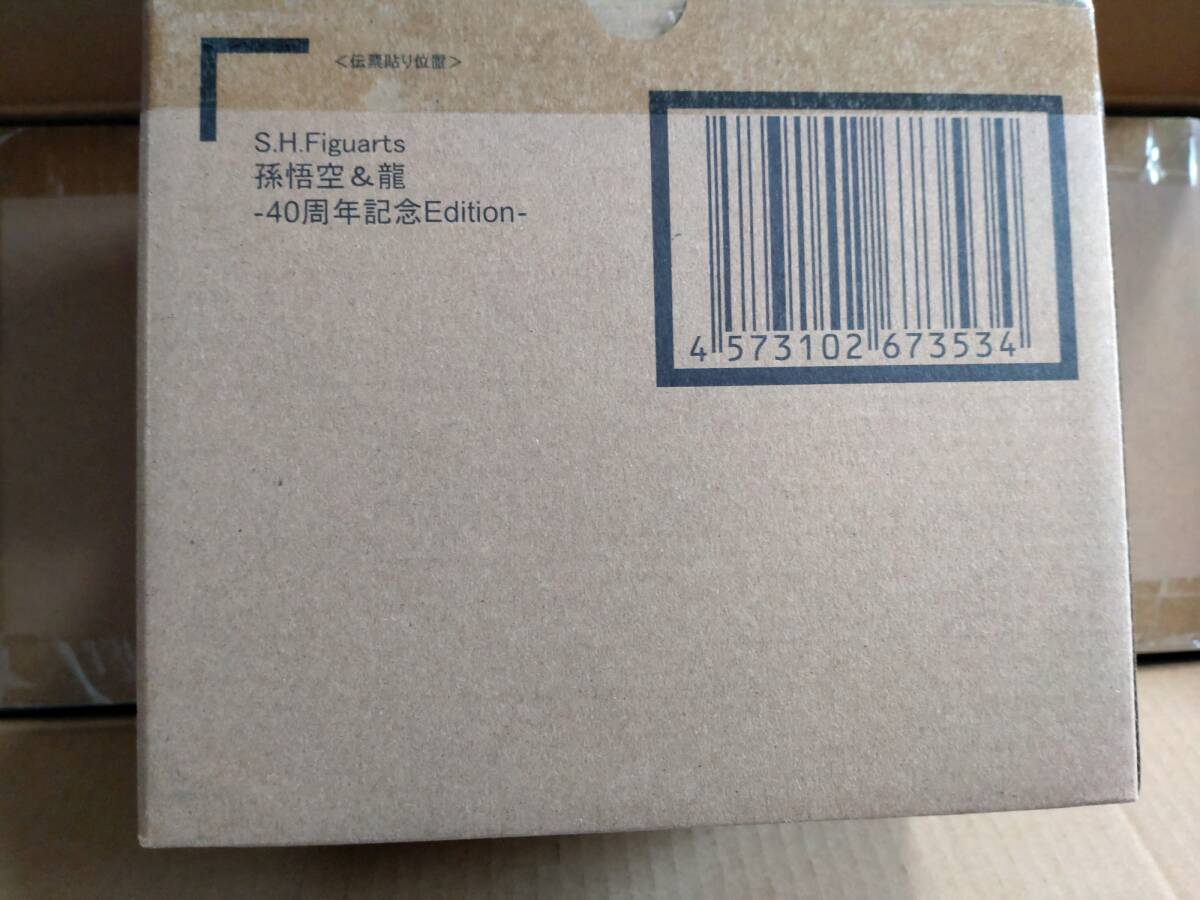 <伝票貼り位置>
S.H.Figuarts
孫悟空&龍
-40周年記念Edition-
4 573102 673534